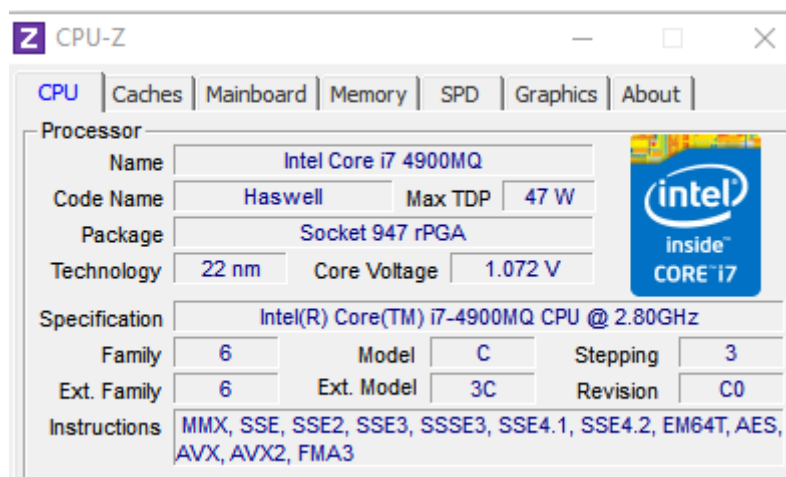 Z CPU-Z
CPU Caches Mainboard Memory SPD Graphics About
Processor
Name Intel Core i7 4900MQ
Code Name Haswell Max TDP 47 W
Package Socket 947 rPGA
Technology 22 nm Core Voltage 1.072 V
intel
inside™
CORE™i7
Specification Intel(R) Core(TM) i7-4900MQ CPU @ 2.80GHz
Family 6 Model C Stepping 3
Ext. Family 6 Ext. Model 3C Revision C0
Instructions MMX, SSE, SSE2, SSE3, SSSE3, SSE4.1, SSE4.2, EM64T, AES,
AVX, AVX2, FMA3